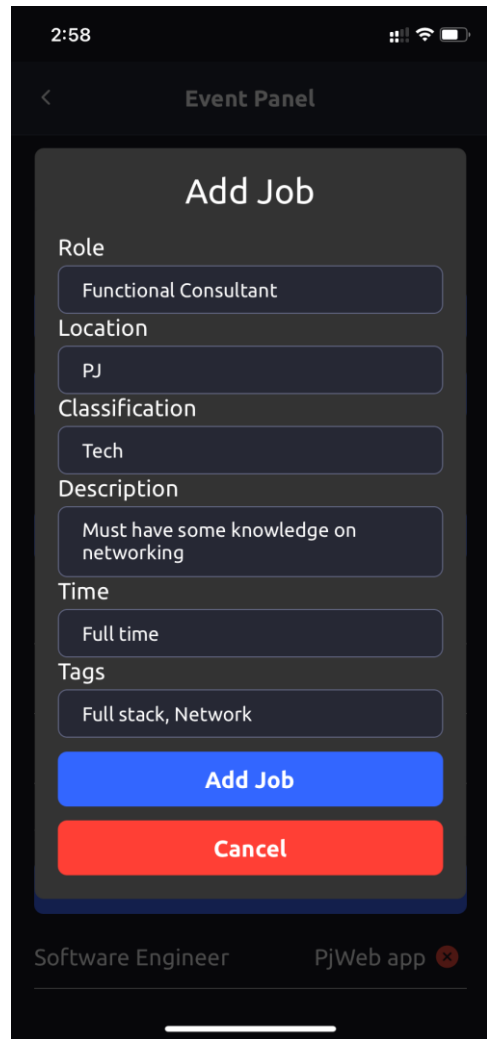 2:58
Event Panel
Add Job
Role
Functional Consultant
Location
PJ
Classification
Tech
Description
Must have some knowledge on
networking
Time
Full time
Tags
Full stack, Network
Add Job
Cancel
Software Engineer PjWeb app